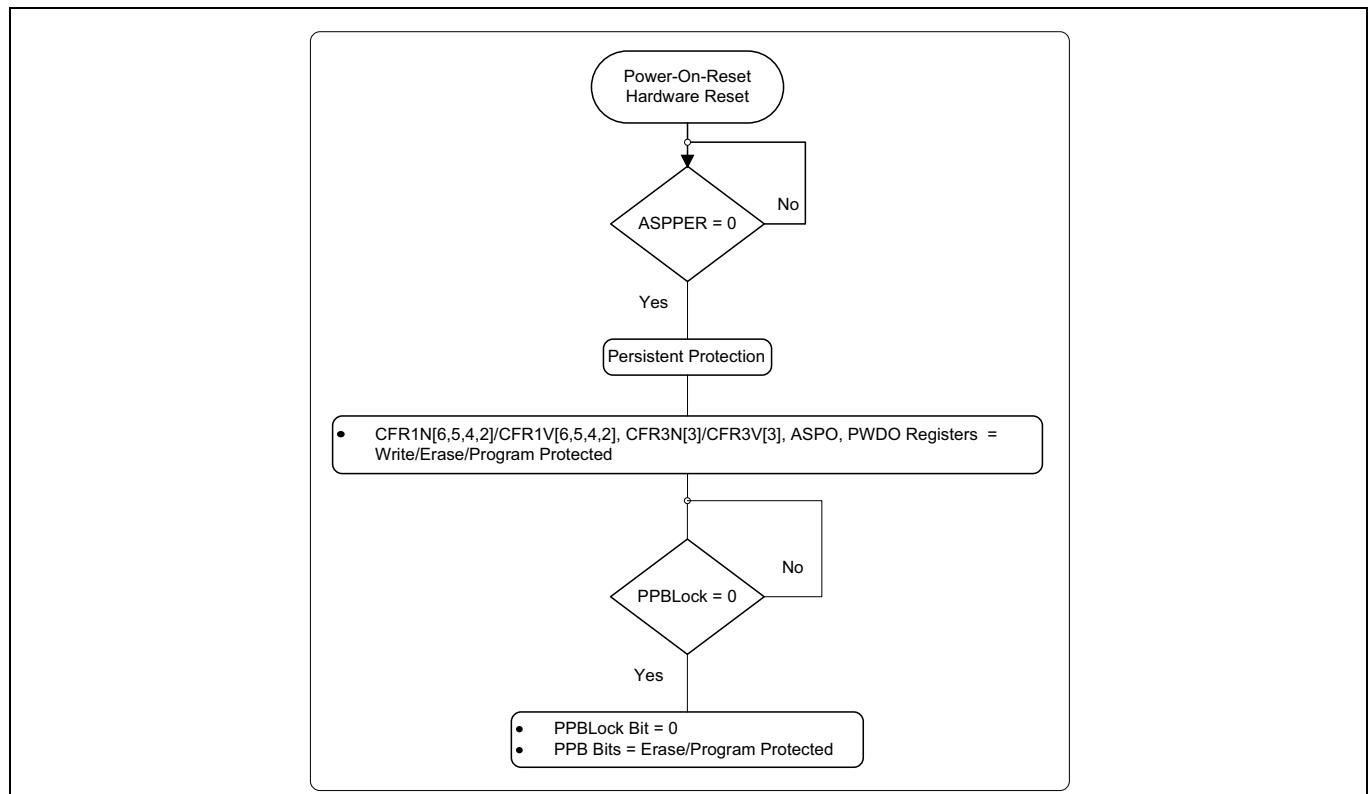 Power-On-Reset
Hardware Reset
No
ASPPER = 0
Yes
Persistent Protection
• CFR1N[6,5,4,2]/CFR1V[6,5,4,2], CFR3N[3]/CFR3V[3], ASPO, PWDO Registers =
Write/Erase/Program Protected
No
PPBLock = 0
Yes
• PPBLock Bit = 0
• PPB Bits = Erase/Program Protected